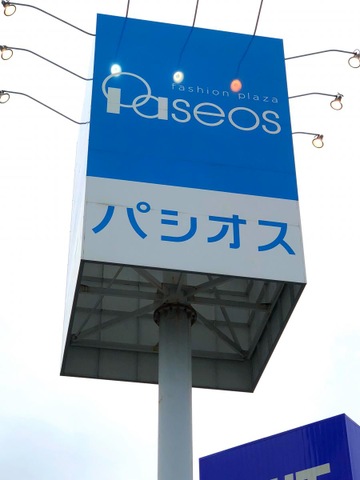 fashion plaza
Paseos
パシオス